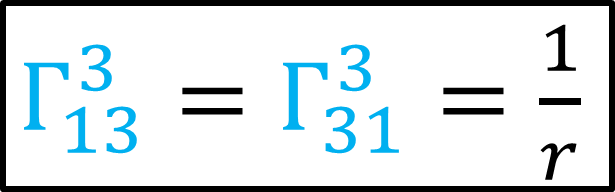 Γ³₁₃ = Γ³₃₁ = 1/r